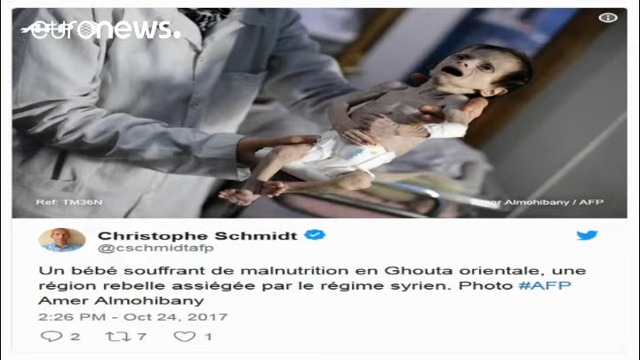 euronews.
Ref: TM36N
Amer Almohibany / AFP
Christophe Schmidt
@cschmidtafp
Un bébé souffrant de malnutrition en Ghouta orientale, une
région rebelle assiégée par le régime syrien. Photo #AFP
Amer Almohibany
2:26 PM - Oct 24, 2017
2 7 1